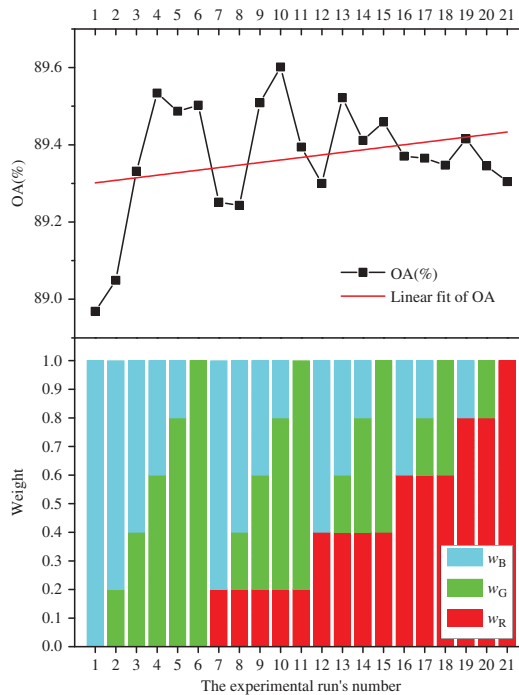 1 2 3 4 5 6 7 8 9 10 11 12 13 14 15 16 17 18 19 20 21
89.6
89.4
89.2
89.0
OA(%)
OA(%)
Linear fit of OA
1.0
0.9
0.8
0.7
0.6
0.5
0.4
0.3
0.2
0.1
0.0
Weight
wB
wG
wR
1 2 3 4 5 6 7 8 9 10 11 12 13 14 15 16 17 18 19 20 21
The experimental run's number